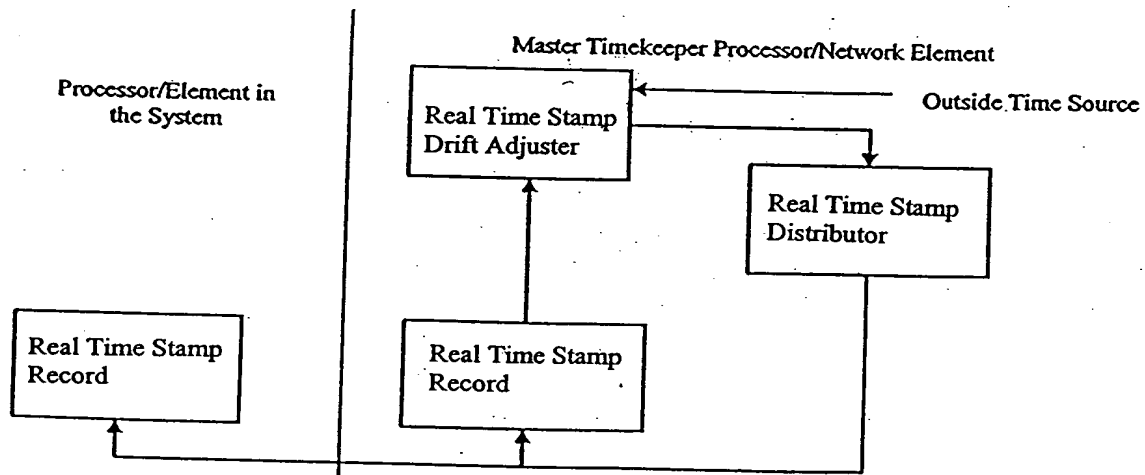 Master Timekeeper Processor/Network Element
Processor/Element in
the System
Outside Time Source
Real Time Stamp
Drift Adjuster
Real Time Stamp
Distributor
Real Time Stamp
Record
Real Time Stamp
Record